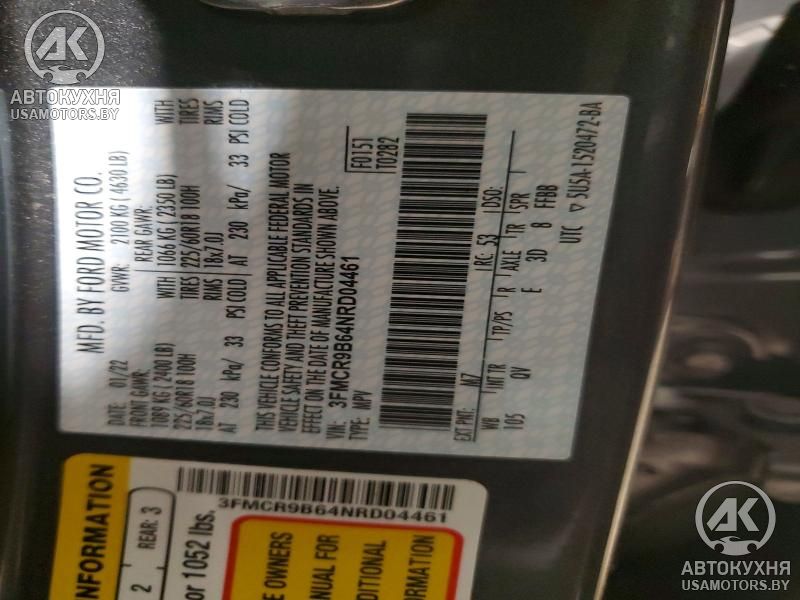 АВТОКУХНЯ
USAMOTORS.BY
MFD. BY FORD MOTOR CO.
DATE: 01/22 GVWR: 2100 KG ( 4630 LB)
FRONT GAWR: REAR GAWR:
1089 KG ( 2400 LB) WITH 1066 KG ( 2350 LB) WITH
225/60R18 100H TIRES 225/60R18 100H TIRES
18x7.0J RIMS 18x7.0J RIMS
AT 230 kPa/ 33 PSI COLD AT 230 kPa/ 33 PSI COLD
THIS VEHICLE CONFORMS TO ALL APPLICABLE FEDERAL MOTOR
VEHICLE SAFETY AND THEFT PREVENTION STANDARDS IN
EFFECT ON THE DATE OF MANUFACTURE SHOWN ABOVE.
VIN: 3FMCR9B64NRD04461
TYPE: MPV
F0151
T0282
EXT PNT: M7 RC: 53 DSO:
WB INT TR TP/PS R AXLE TR SPR
105 QV E 3D 8 FFBB
UTC ▽ 5U5A-1520472-BA
INFORMATION
2 REAR: 3
or 1052 lbs.
3FMCR9B64NRD04461
OWNERS
FOR
INFORMATION
АВТОКУХНЯ
USAMOTORS.BY